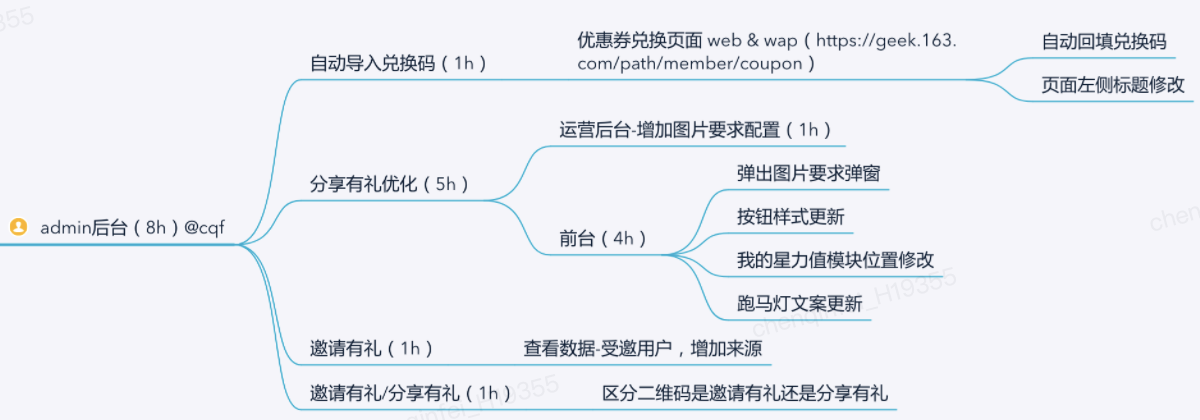 优惠券兑换页面 web & wap（https://geek.163.
com/path/member/coupon）
自动导入兑换码（1h）
自动回填兑换码
页面左侧标题修改
运营后台-增加图片要求配置（1h）
分享有礼优化（5h）
弹出图片要求弹窗
按钮样式更新
admin后台（8h）@cqf
前台（4h）
我的星力值模块位置修改
跑马灯文案更新
邀请有礼（1h）
查看数据-受邀用户，增加来源
邀请有礼/分享有礼（1h）
区分二维码是邀请有礼还是分享有礼